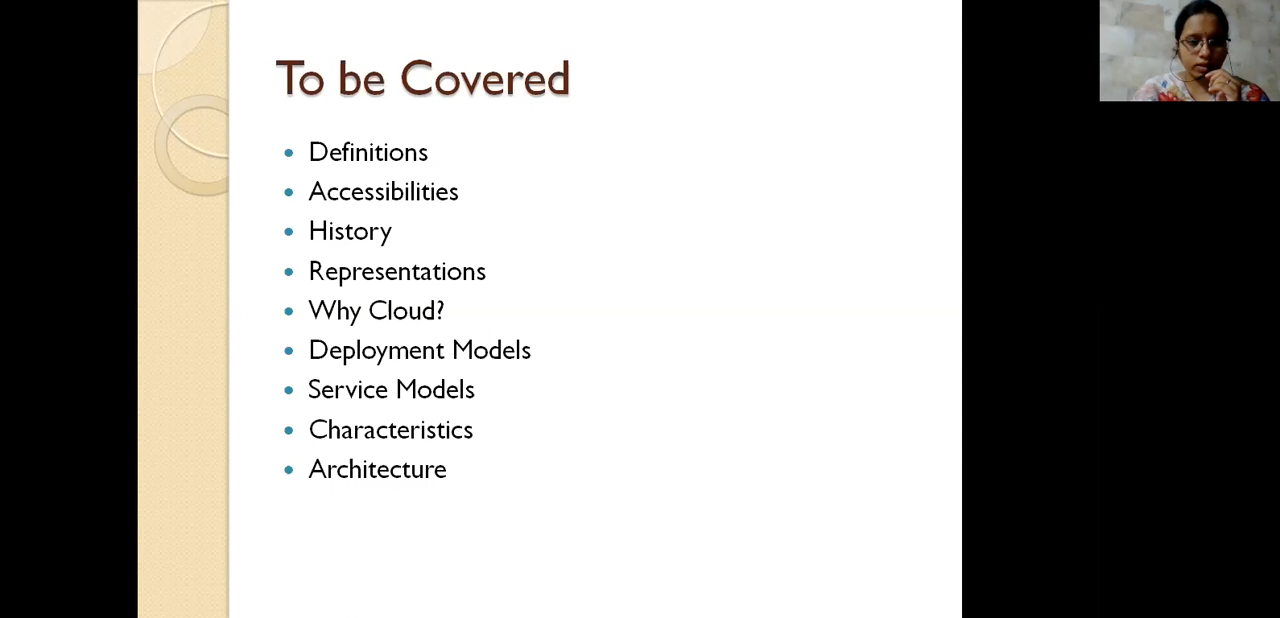 To be Covered
Definitions
Accessibilities
History
Representations
Why Cloud?
Deployment Models
Service Models
Characteristics
Architecture